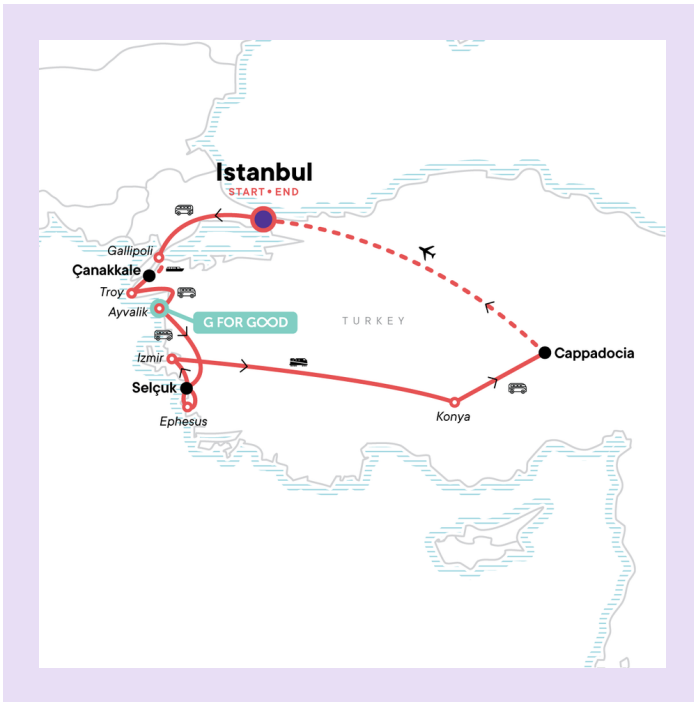 Istanbul
START • END
Gallipoli
Çanakkale
Troy
Ayvalik
G FOR GOOD
TURKEY
Izmir
Cappadocia
Selçuk
Konya
Ephesus